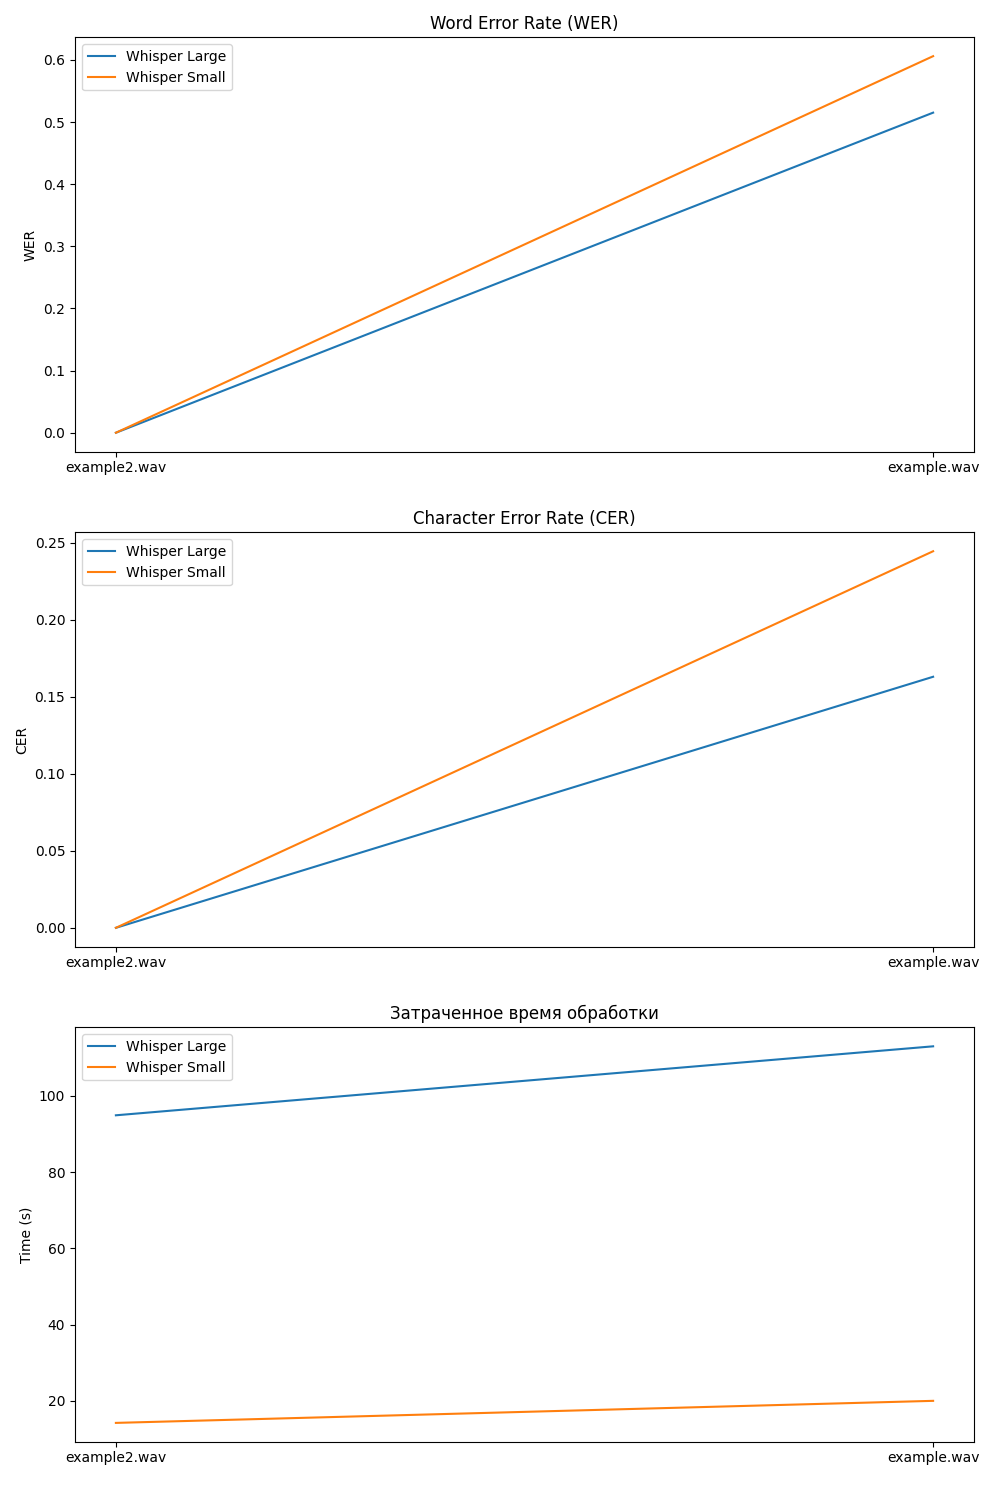 Word Error Rate (WER)
Whisper Large
Whisper Small
0.6
0.5
0.4
0.3
0.2
0.1
0.0
WER
example2.wav
example.wav
Character Error Rate (CER)
Whisper Large
Whisper Small
0.25
0.20
0.15
0.10
0.05
0.00
CER
example2.wav
example.wav
Затраченное время обработки
Whisper Large
Whisper Small
100
80
60
40
20
Time (s)
example2.wav
example.wav